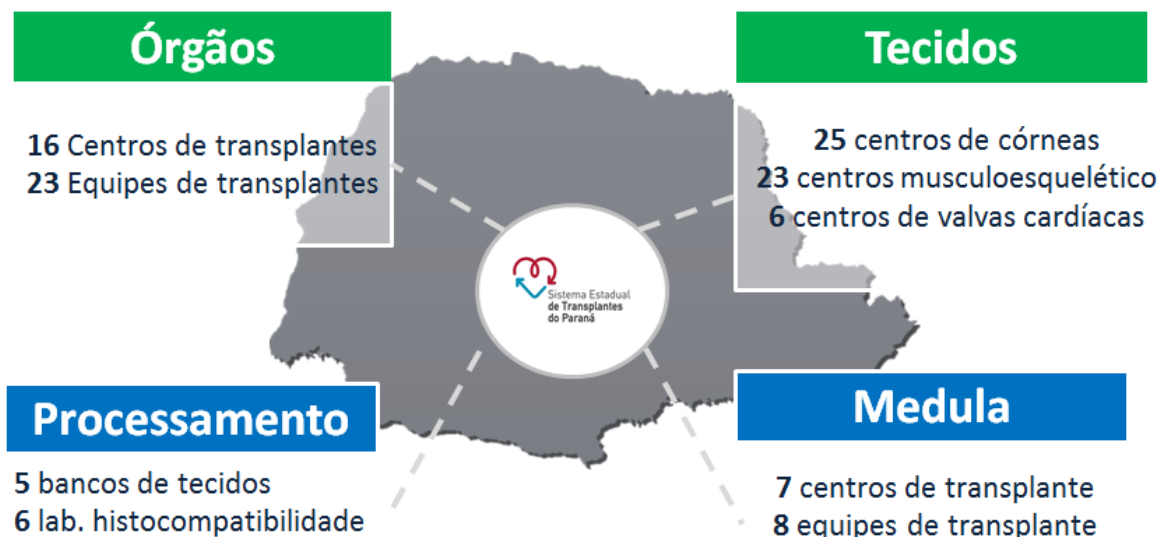 Órgãos
16 Centros de transplantes
23 Equipes de transplantes
Tecidos
25 centros de córneas
23 centros musculoesquelético
6 centros de valvas cardíacas
Sistema Estadual
de Transplantes
do Paraná
Processamento
5 bancos de tecidos
6 lab. histocompatibilidade
Medula
7 centros de transplante
8 equipes de transplante